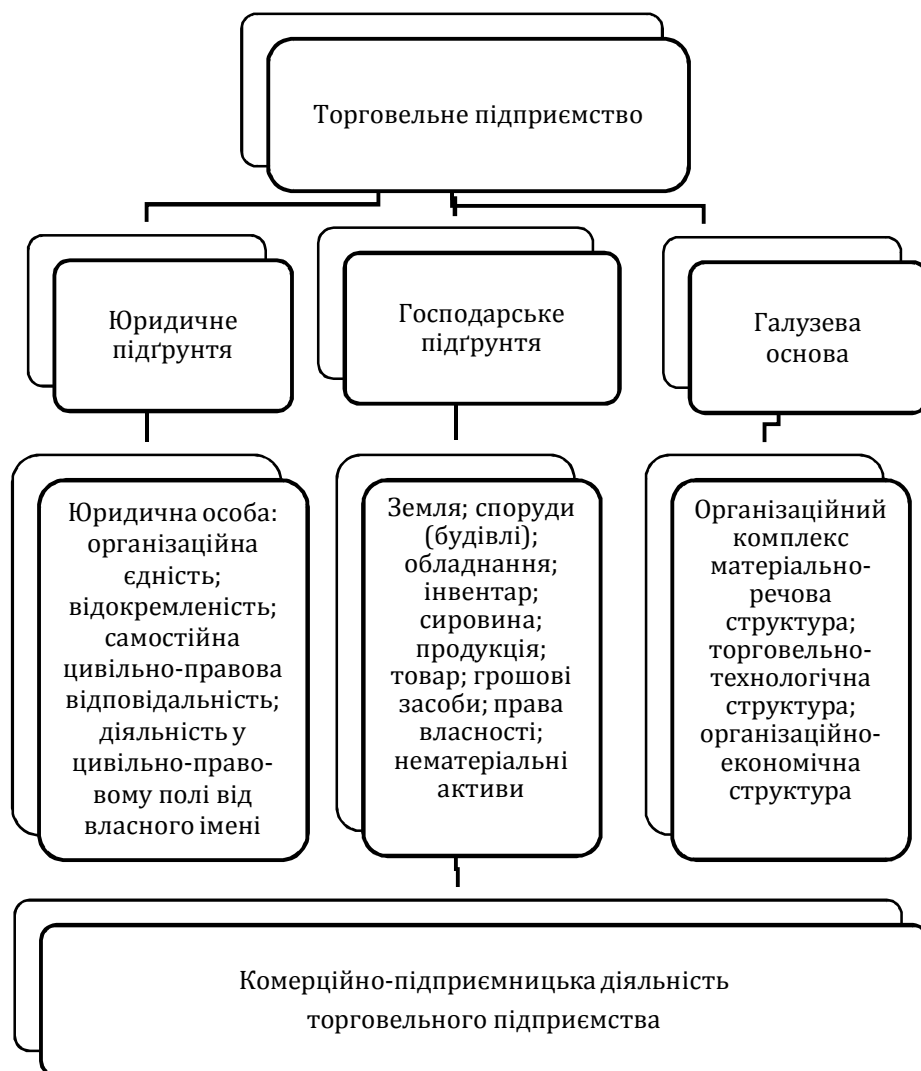 Торговельне підприємство
Юридичне
підґрунтя
Господарське
підґрунтя
Галузева
основа
Юридична особа:
організаційна
єдність;
відокремленість;
самостійна
цивільно-правова
відповідальність;
діяльність у
цивільно-право-
вому полі від
власного імені
Земля; споруди
(будівлі);
обладнання;
інвентар;
сировина;
продукція;
товар; грошові
засоби; права
власності;
нематеріальні
активи
Організаційний
комплекс
матеріально-
речова
структура;
торговельно-
технологічна
структура;
організаційно-
економічна
структура
Комерційно-підприємницька діяльність
торговельного підприємства